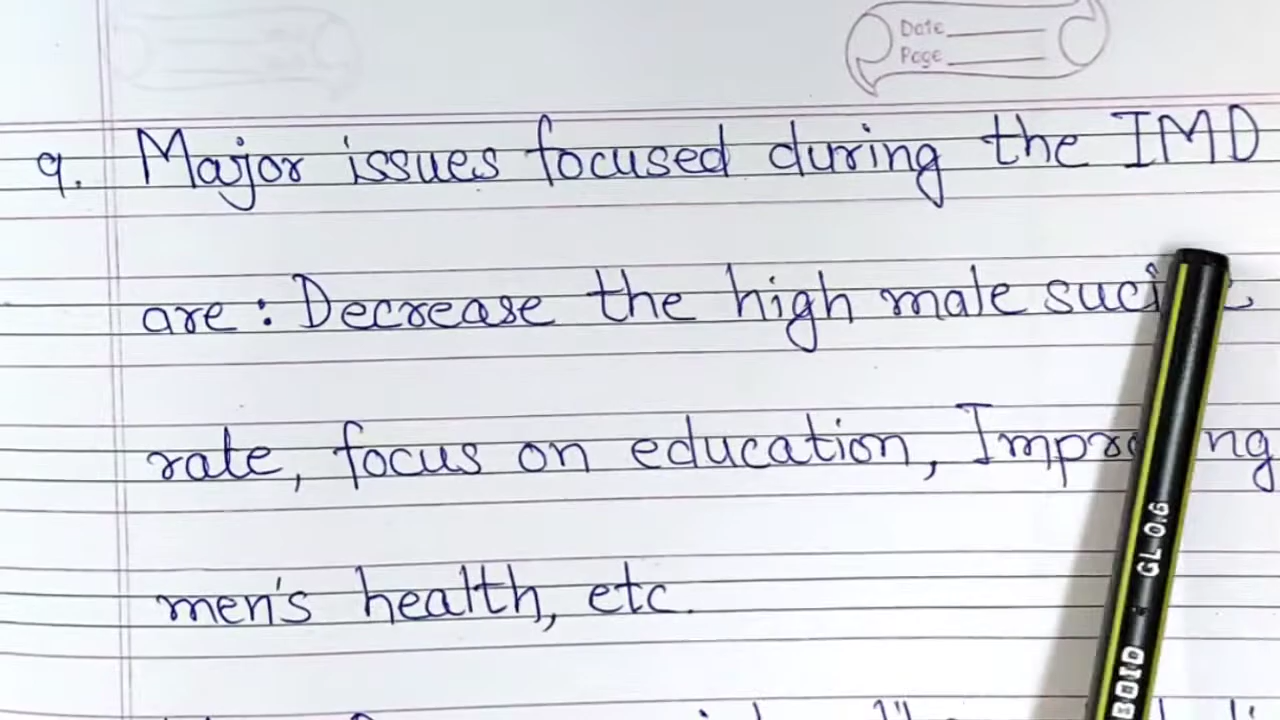 Date
Page
9. Major issues focused during the IMD
are : Decrease the high male
rate, focus on education,
men's health, etc.
BOID : GL 0.6